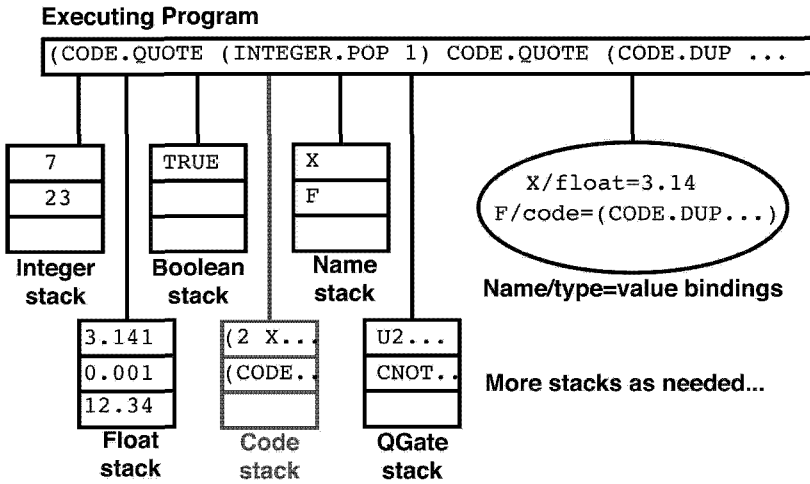 Executing Program
(CODE.QUOTE (INTEGER.POP 1) CODE.QUOTE (CODE.DUP ...
7
23
Integer
stack
TRUE
Boolean
stack
X
F
Name
stack
X/float=3.14
F/code=(CODE.DUP...)
Name/type=value bindings
3.141
0.001
12.34
Float
stack
(2 X...
(CODE..
Code
stack
U2...
CNOT..
QGate
stack
More stacks as needed...